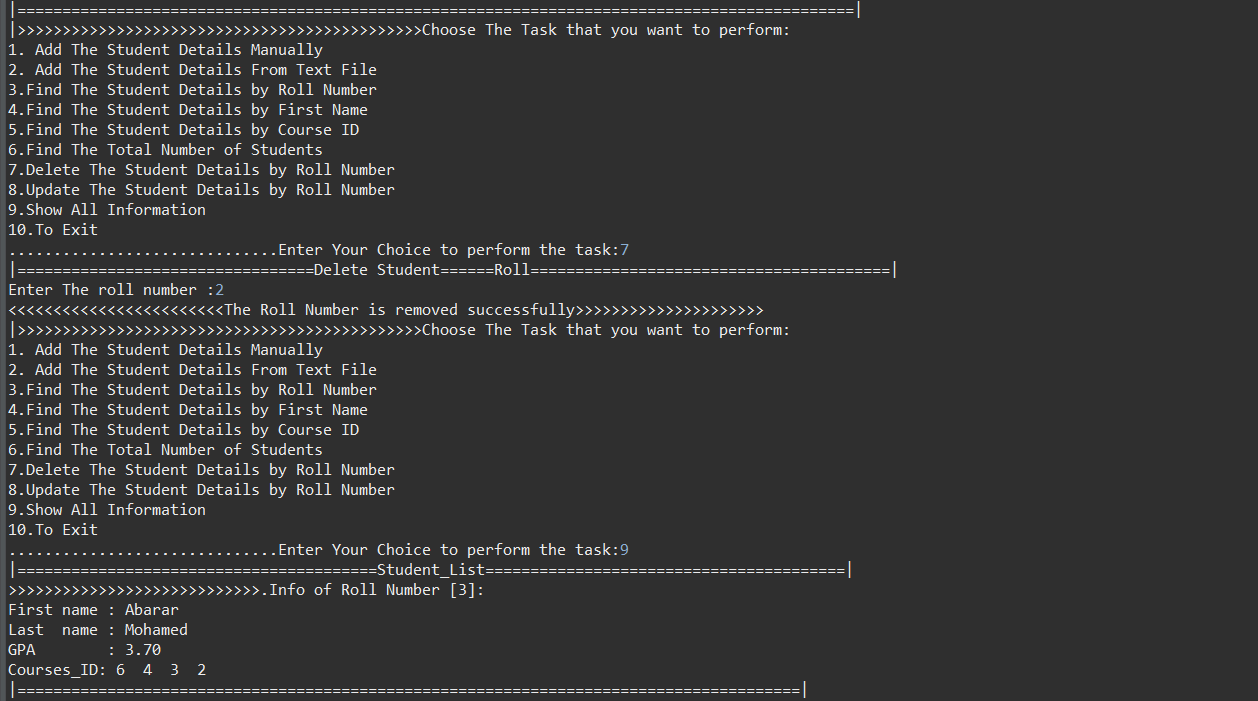 |=============================================================================================|
|>>>>>>>>>>>>>>>>>>>>>>>>>>>>>>>>>>>>>>>>>>>>>Choose The Task that you want to perform:
1. Add The Student Details Manually
2. Add The Student Details From Text File
3.Find The Student Details by Roll Number
4.Find The Student Details by First Name
5.Find The Student Details by Course ID
6.Find The Total Number of Students
7.Delete The Student Details by Roll Number
8.Update The Student Details by Roll Number
9.Show All Information
10.To Exit
..............................Enter Your Choice to perform the task:7
|=================================Delete Student======Roll========================================|
Enter The roll number :2
<<<<<<<<<<<<<<<<<<<<<<<<The Roll Number is removed successfully>>>>>>>>>>>>>>>>>>>>>
|>>>>>>>>>>>>>>>>>>>>>>>>>>>>>>>>>>>>>>>>>>>>>Choose The Task that you want to perform:
1. Add The Student Details Manually
2. Add The Student Details From Text File
3.Find The Student Details by Roll Number
4.Find The Student Details by First Name
5.Find The Student Details by Course ID
6.Find The Total Number of Students
7.Delete The Student Details by Roll Number
8.Update The Student Details by Roll Number
9.Show All Information
10.To Exit
..............................Enter Your Choice to perform the task:9
|========================================Student_List========================================|
>>>>>>>>>>>>>>>>>>>>>>>>>>>>.Info of Roll Number [3]:
First name : Abarar
Last  name : Mohamed
GPA        : 3.70
Courses_ID: 6  4  3  2
|=======================================================================================|